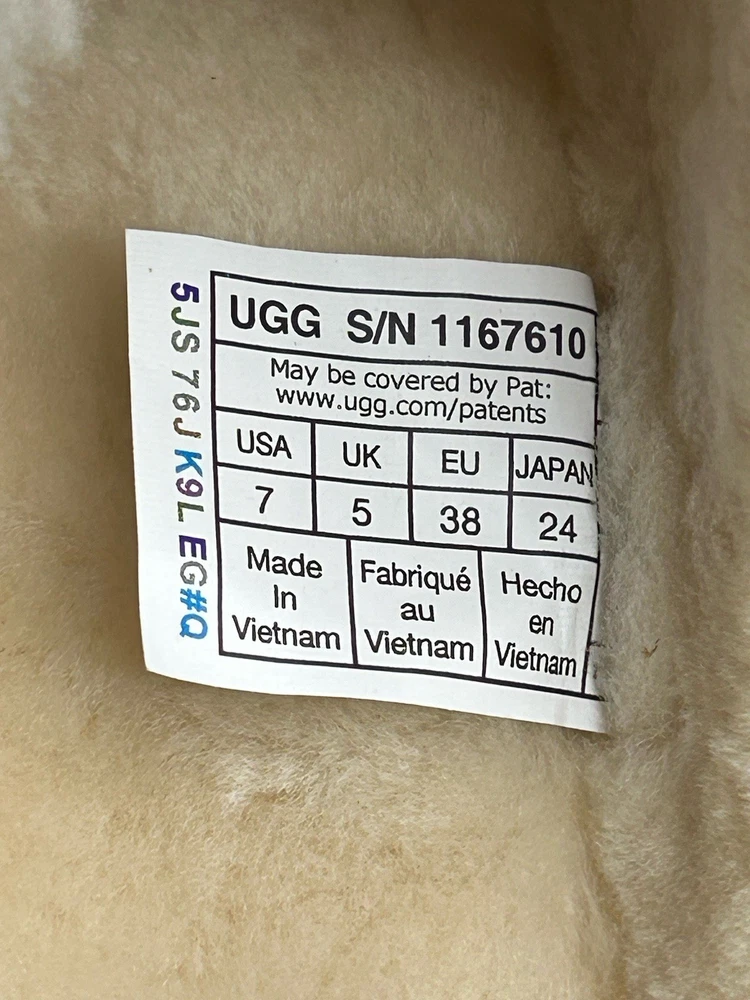 5JS 76J K9L EG#Q
UGG S/N 1167610
May be covered by Pat:
www.ugg.com/patents
USA UK EU JAPAN
7 5 38 24
Made
In
Vietnam
Fabriqué
au
Vietnam
Hecho
en
Vietnam